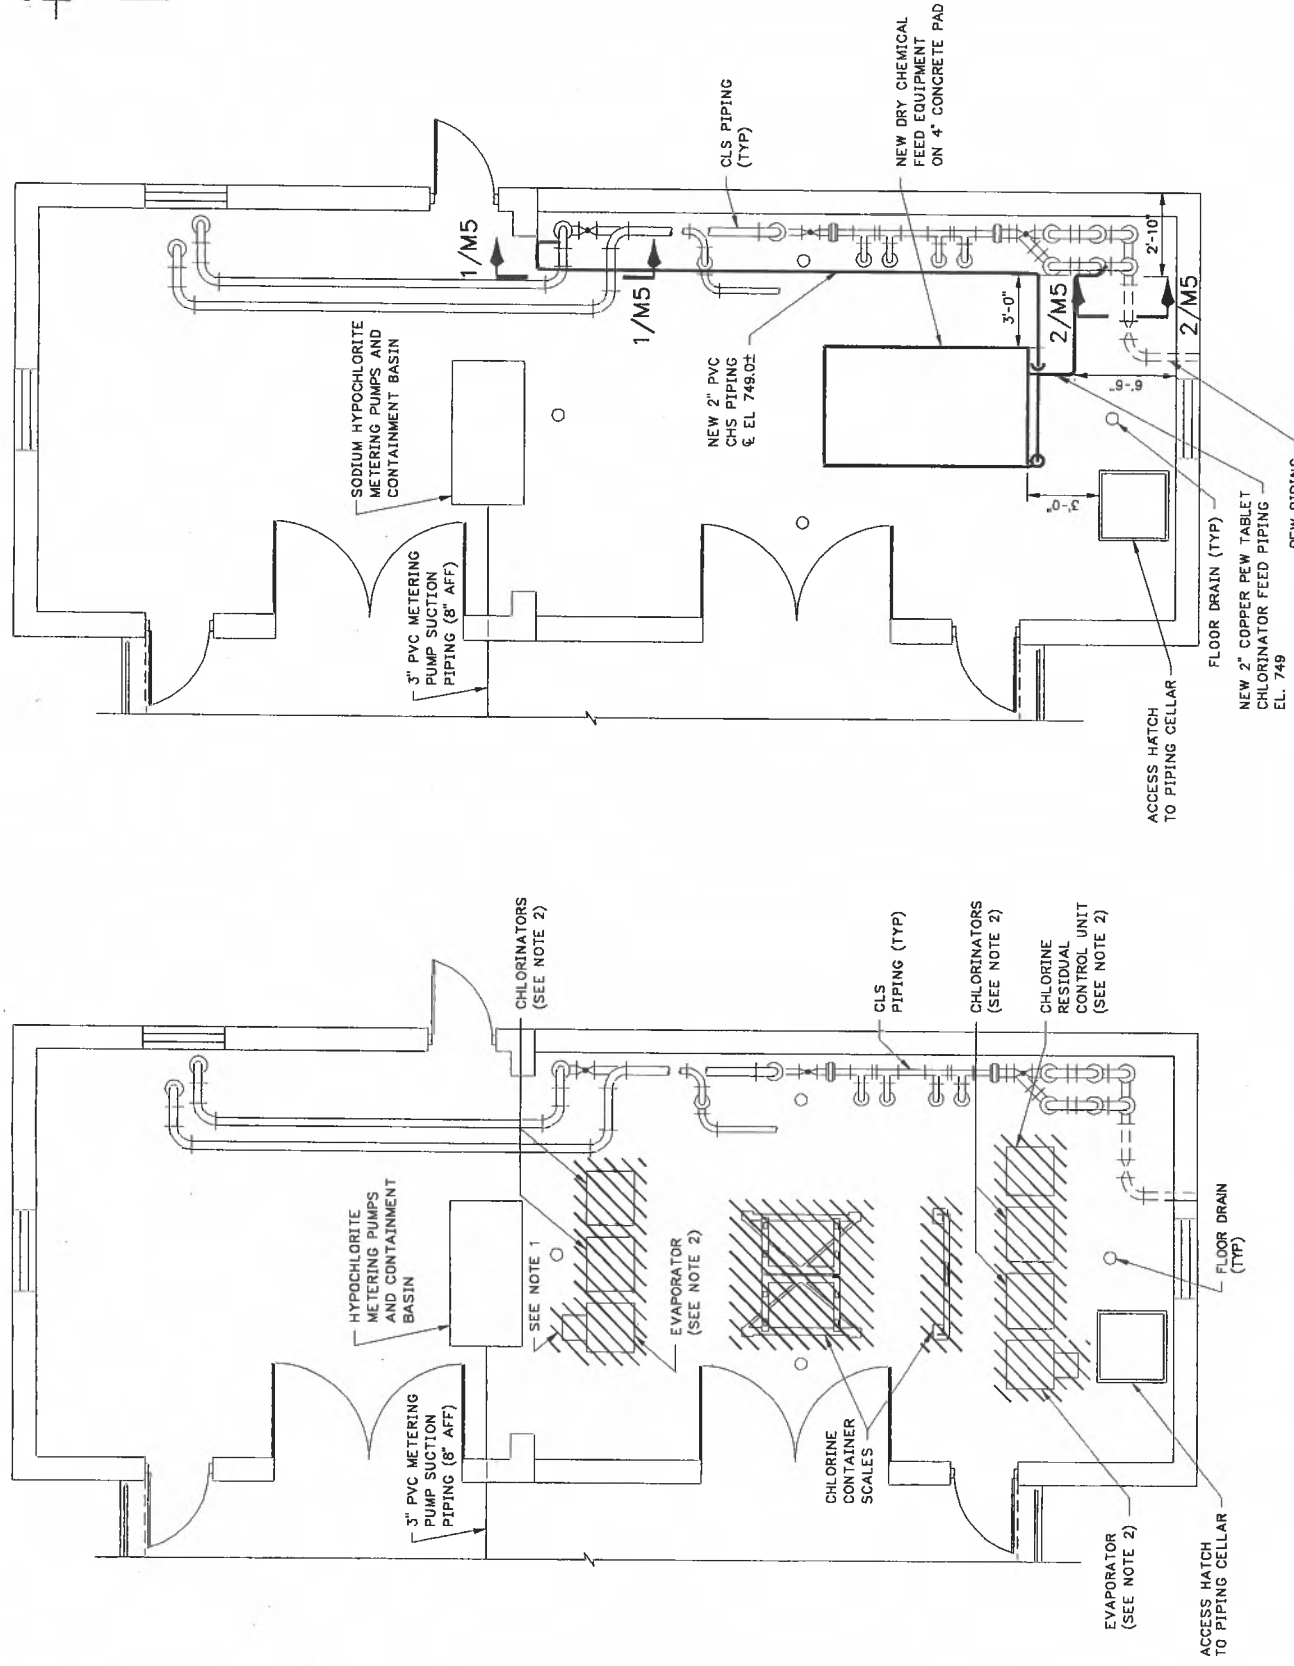 SODIUM HYPOCHLORITE
METERING PUMPS AND
CONTAINMENT BASIN
3" PVC METERING
PUMP SUCTION
PIPING (8" AFF)
1/M5
1/M5
CLS PIPING
(TYP)
NEW DRY CHEMICAL
FEED EQUIPMENT
ON 4" CONCRETE PAD
NEW 2" PVC
CHS PIPING
℄ EL 749.0±
3'-0"
2'-10"
2/M5
2/M5
6'-6"
3'-0"
ACCESS HATCH
TO PIPING CELLAR
FLOOR DRAIN (TYP)
NEW 2" COPPER PEW TABLET
CHLORINATOR FEED PIPING
EL. 749
PEW PIPING
HYPOCHLORITE
METERING PUMPS
AND CONTAINMENT
BASIN
3" PVC METERING
PUMP SUCTION
PIPING (8" AFF)
SEE NOTE 1
CHLORINATORS
(SEE NOTE 2)
EVAPORATOR
(SEE NOTE 2)
CHLORINE
CONTAINER
SCALES
CLS
PIPING (TYP)
CHLORINATORS
(SEE NOTE 2)
CHLORINE
RESIDUAL
CONTROL UNIT
(SEE NOTE 2)
EVAPORATOR
(SEE NOTE 2)
ACCESS HATCH
TO PIPING CELLAR
FLOOR DRAIN
(TYP)